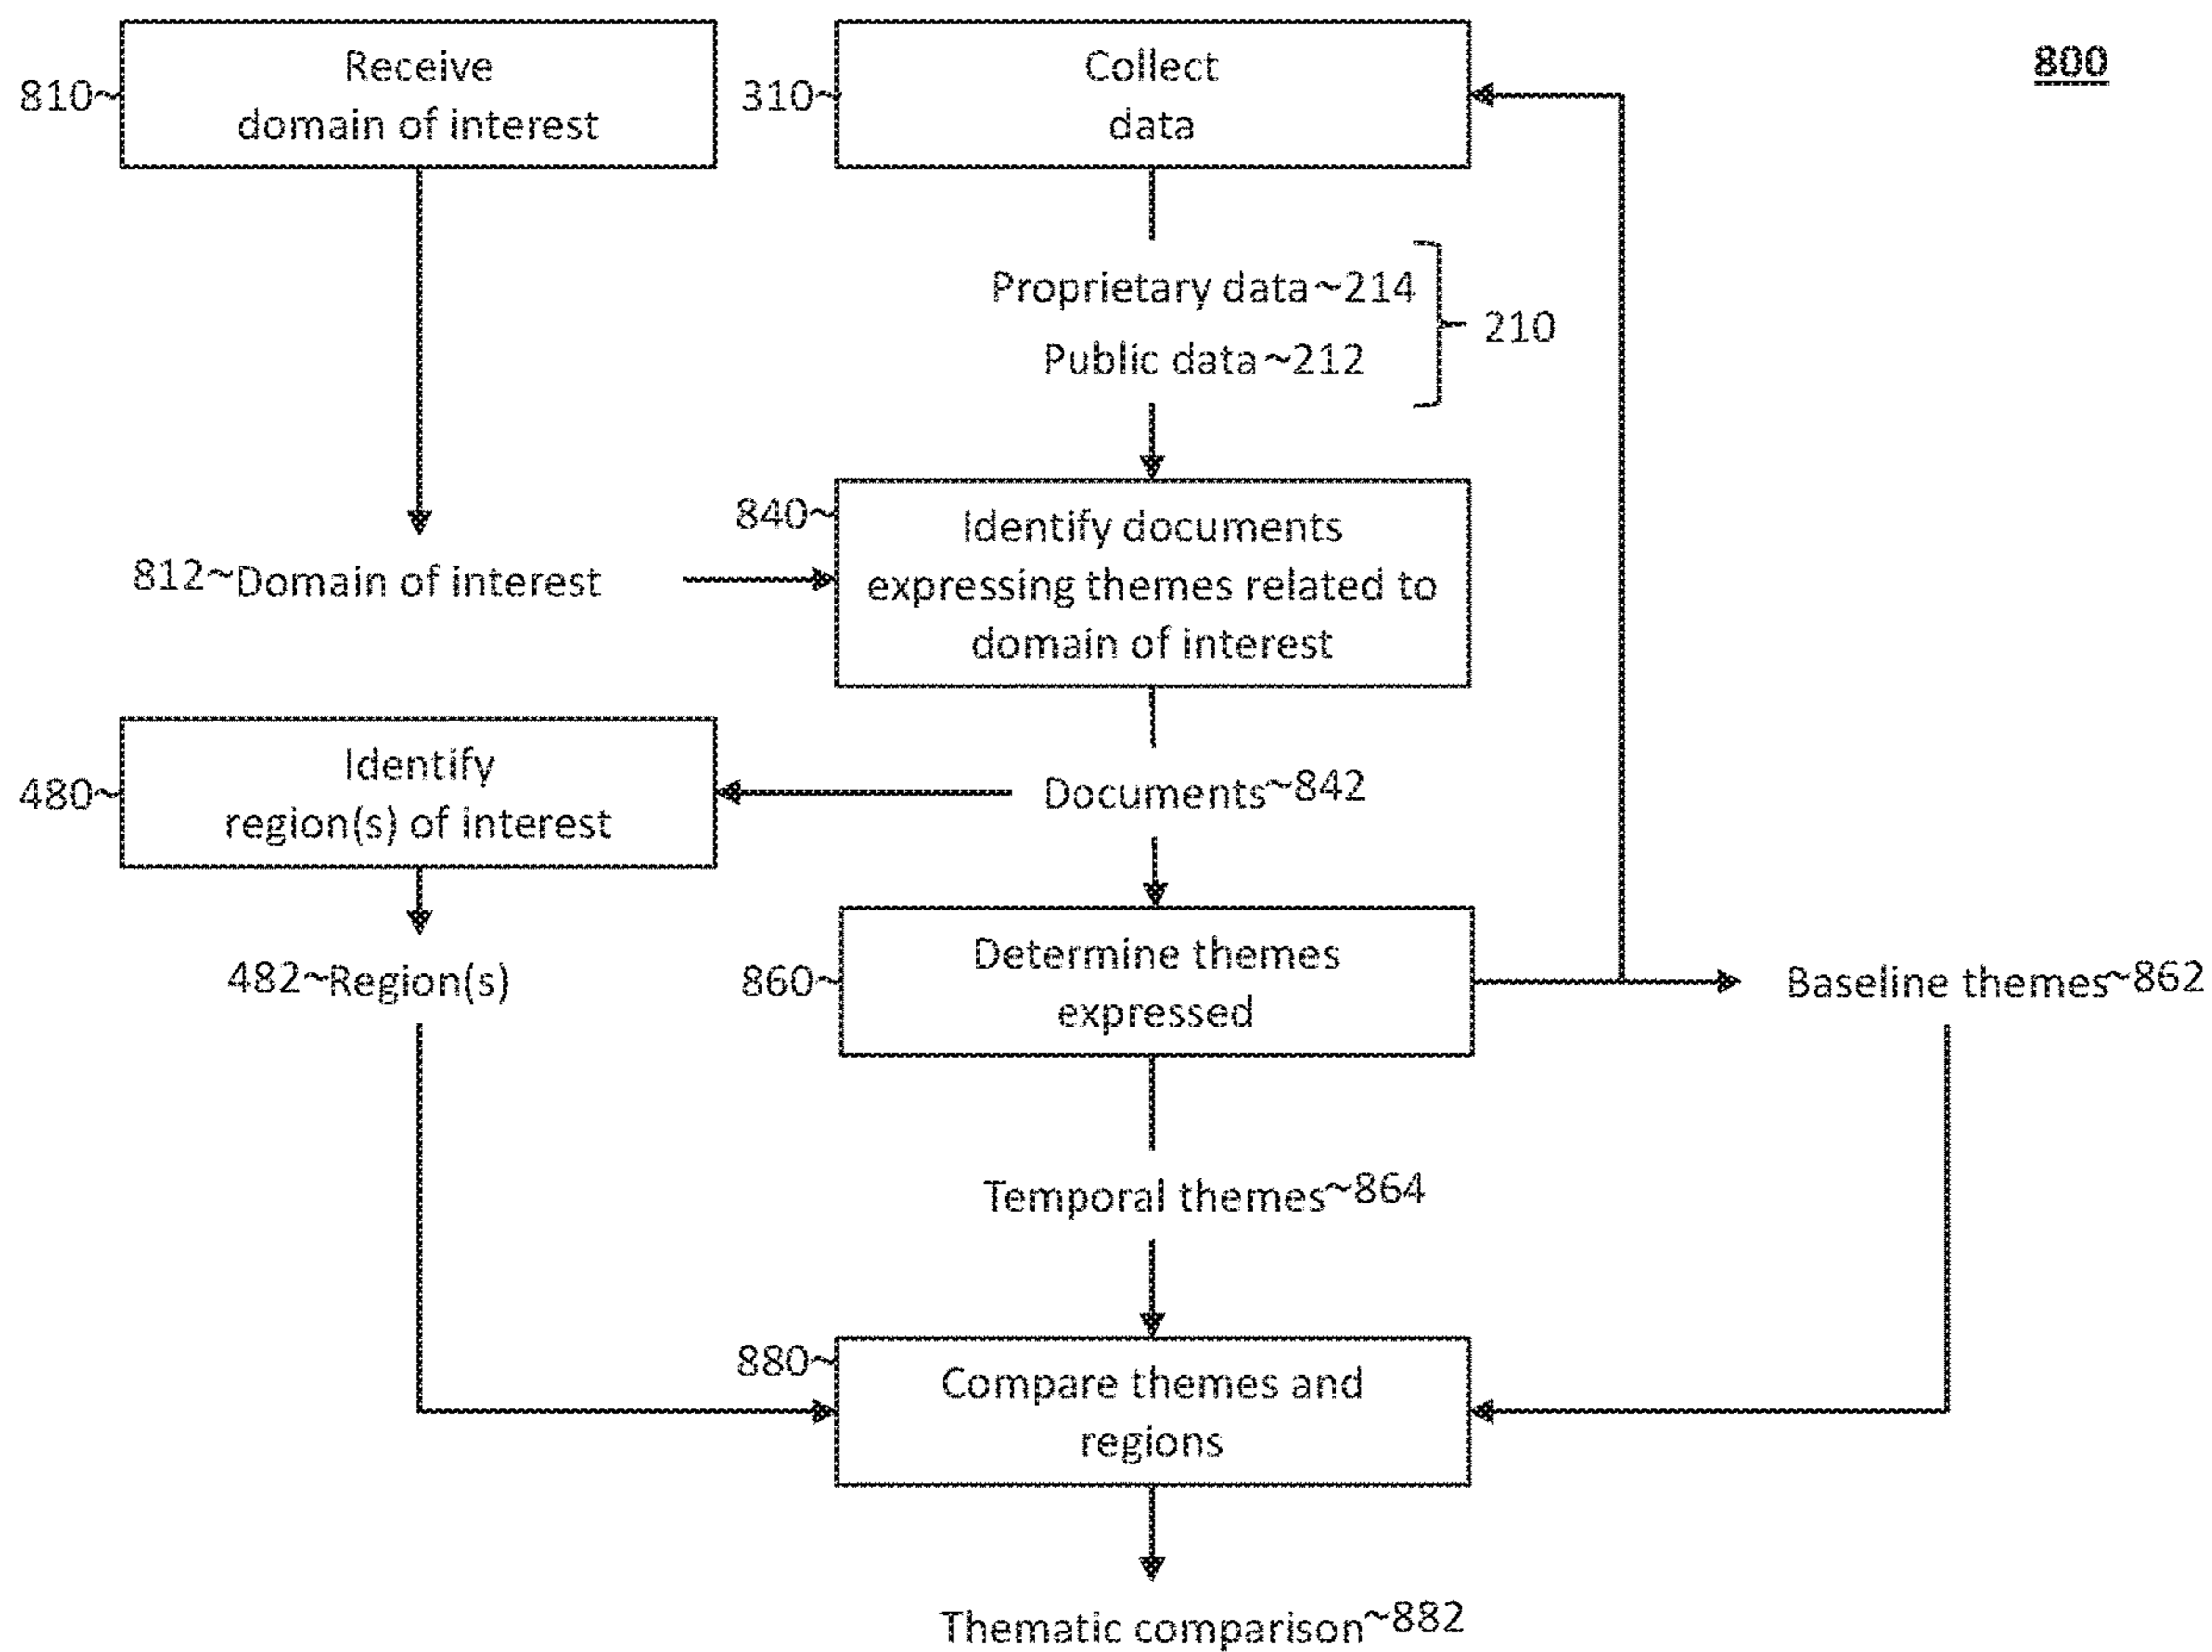 800
810~
Receive
domain of interest
310~
Collect
data
Proprietary data~214
Public data~212
210
840~
Identify documents
expressing themes related to
domain of interest
812~Domain of interest
480~
Identify
region(s) of interest
Documents~842
482~Region(s)
860~
Determine themes
expressed
Baseline themes~862
Temporal themes~864
880~
Compare themes and
regions
Thematic comparison~882